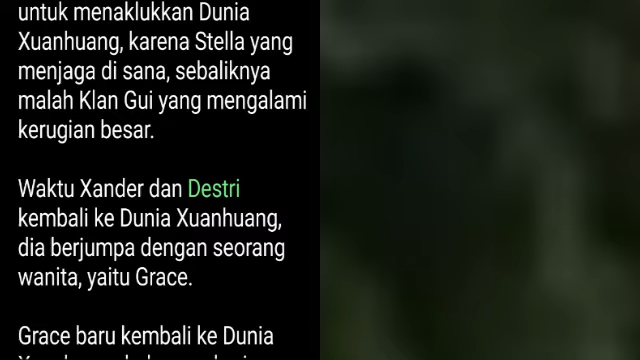 untuk menaklukkan Dunia
Xuanhuang, karena Stella yang
menjaga di sana, sebaliknya
malah Klan Gui yang mengalami
kerugian besar.
Waktu Xander dan Destri
kembali ke Dunia Xuanhuang,
dia berjumpa dengan seorang
wanita, yaitu Grace.
Grace baru kembali ke Dunia